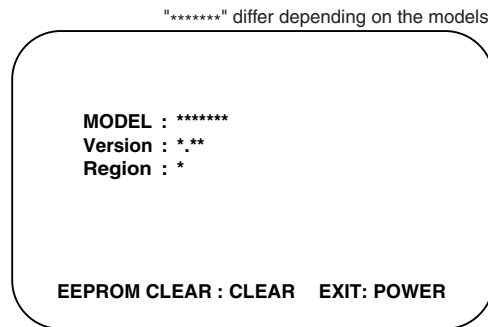 "*******" differ depending on the models
MODEL : *******
Version : *.**
Region : *
EEPROM CLEAR : CLEAR EXIT: POWER